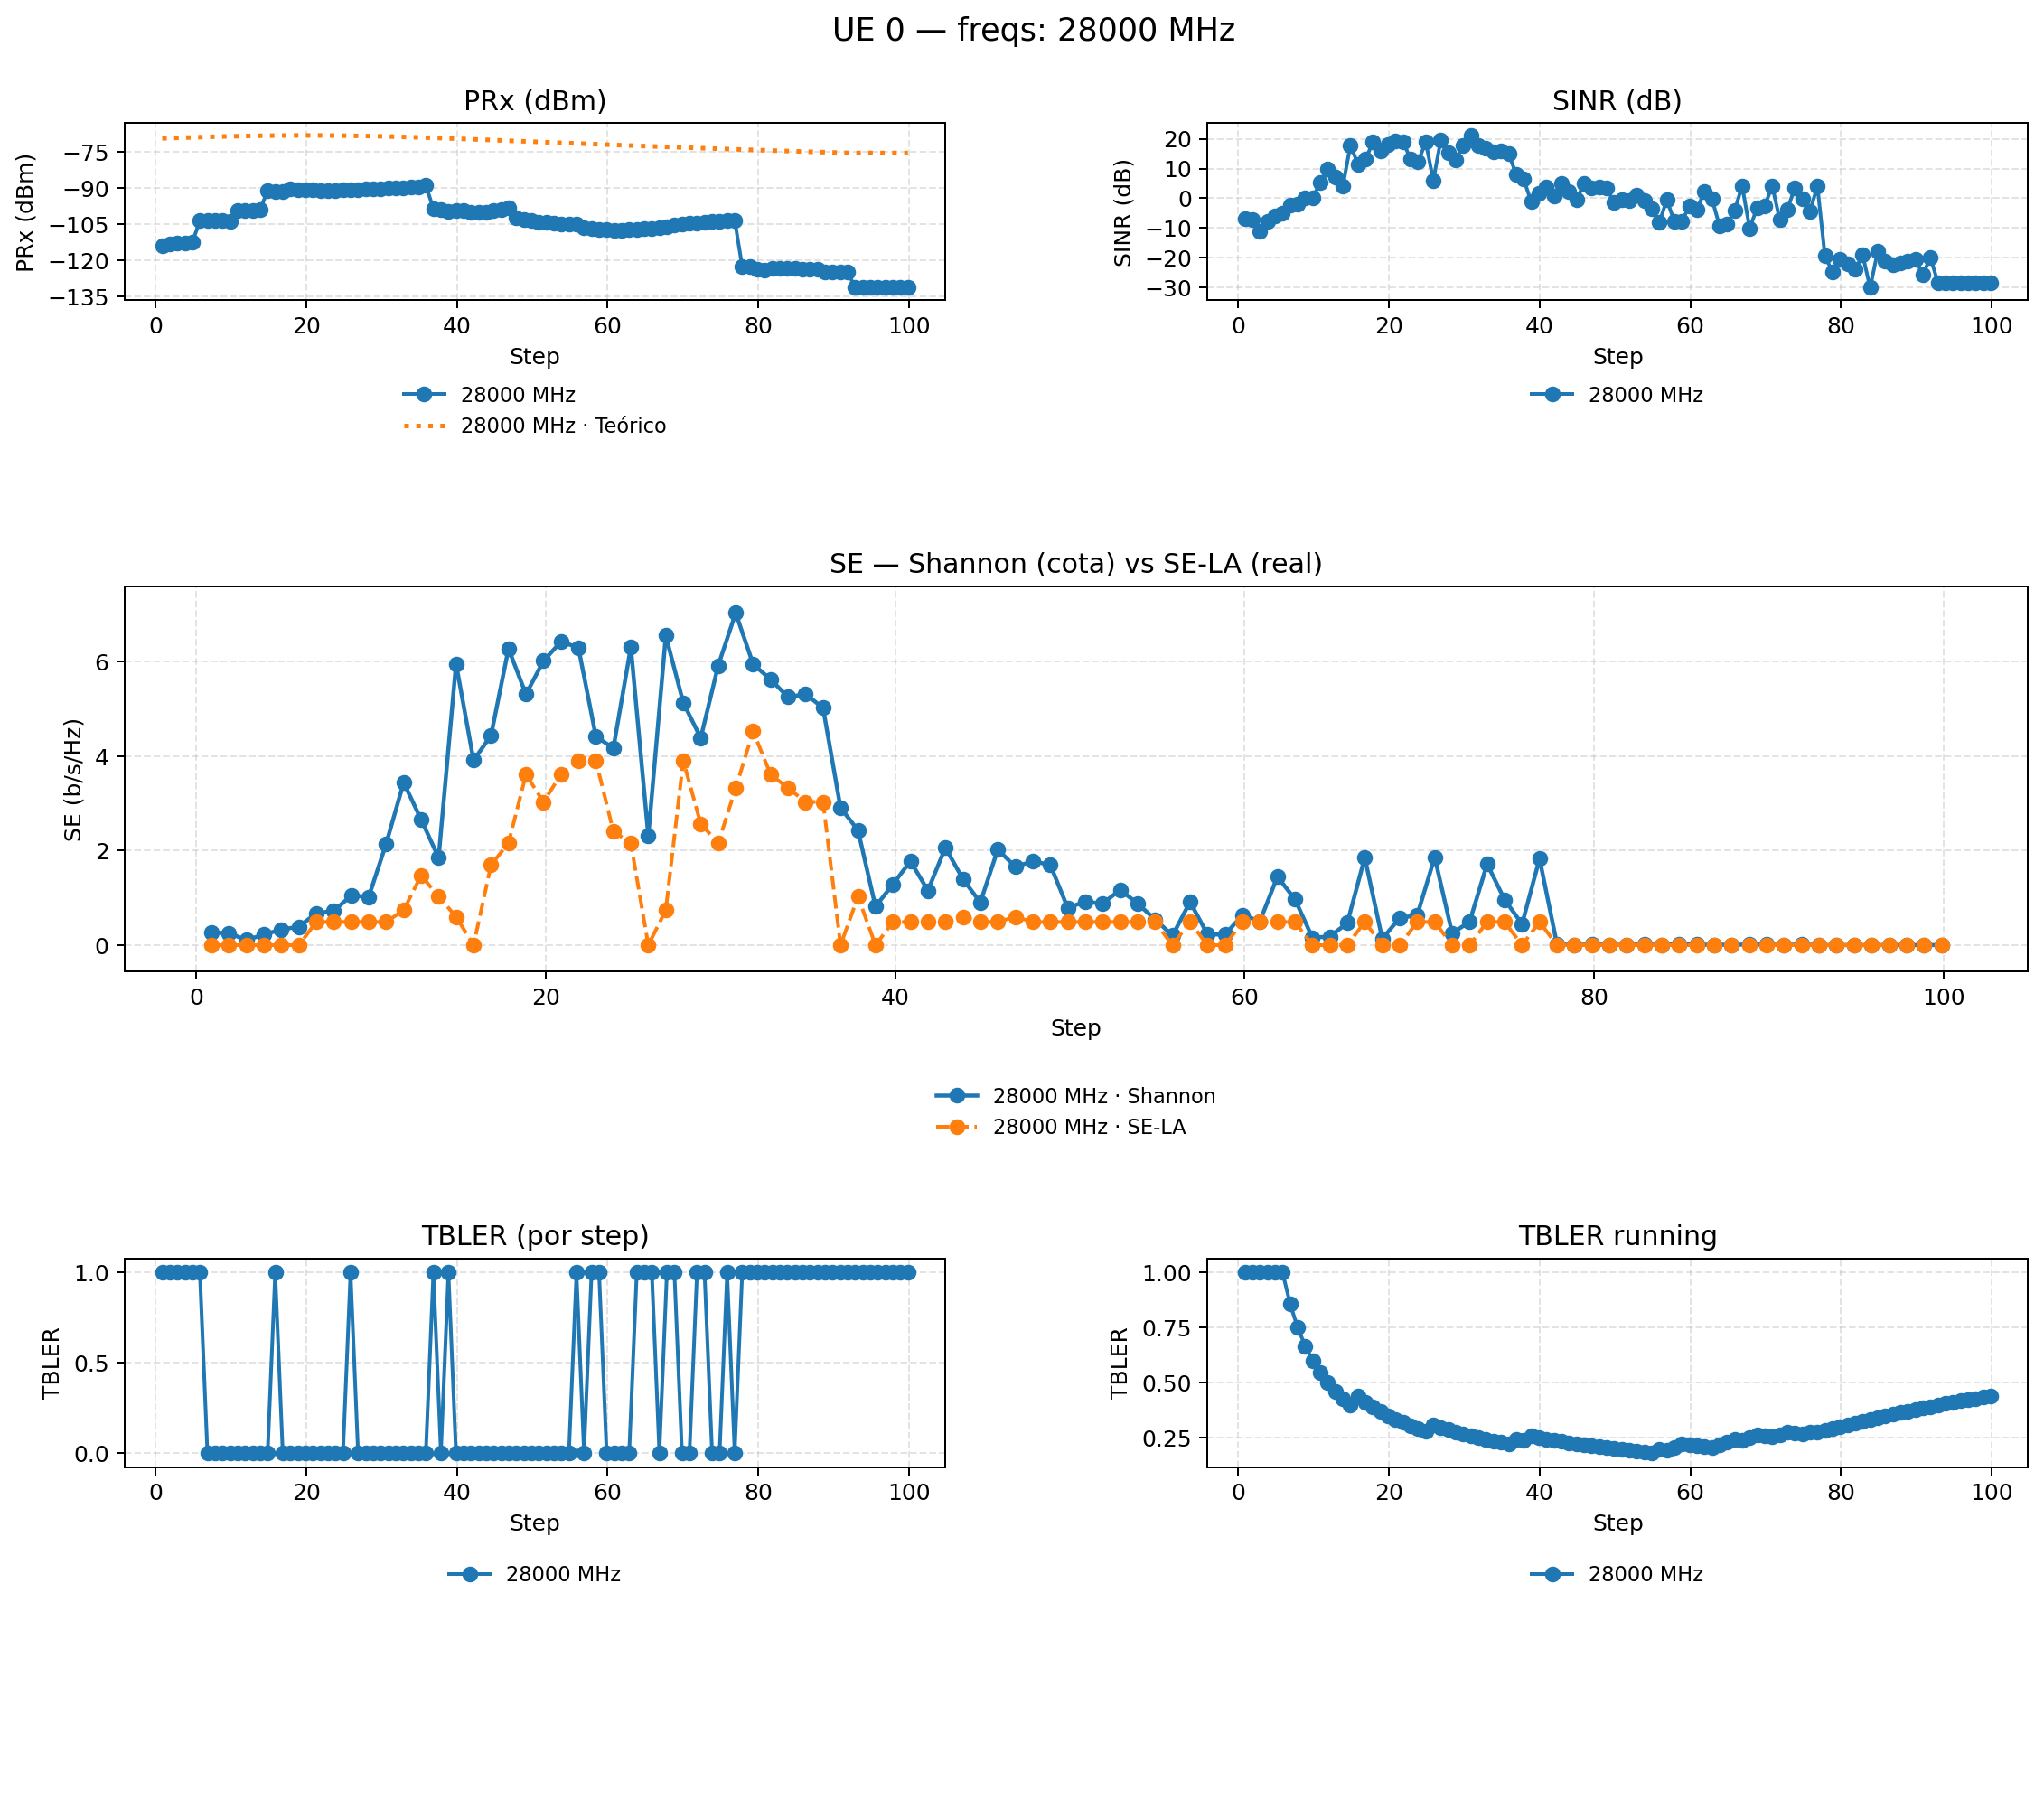 UE 0 — freqs: 28000 MHz
PRx (dBm)
PRx (dBm)
−75
−90
−105
−120
−135
0 20 40 60 80 100
Step
28000 MHz
28000 MHz · Teórico
SINR (dB)
SINR (dB)
20
10
0
−10
−20
−30
0 20 40 60 80 100
Step
28000 MHz
SE — Shannon (cota) vs SE-LA (real)
SE (b/s/Hz)
6
4
2
0
0 20 40 60 80 100
Step
28000 MHz · Shannon
28000 MHz · SE-LA
TBLER (por step)
TBLER
1.0
0.5
0.0
0 20 40 60 80 100
Step
28000 MHz
TBLER running
TBLER
1.00
0.75
0.50
0.25
0 20 40 60 80 100
Step
28000 MHz